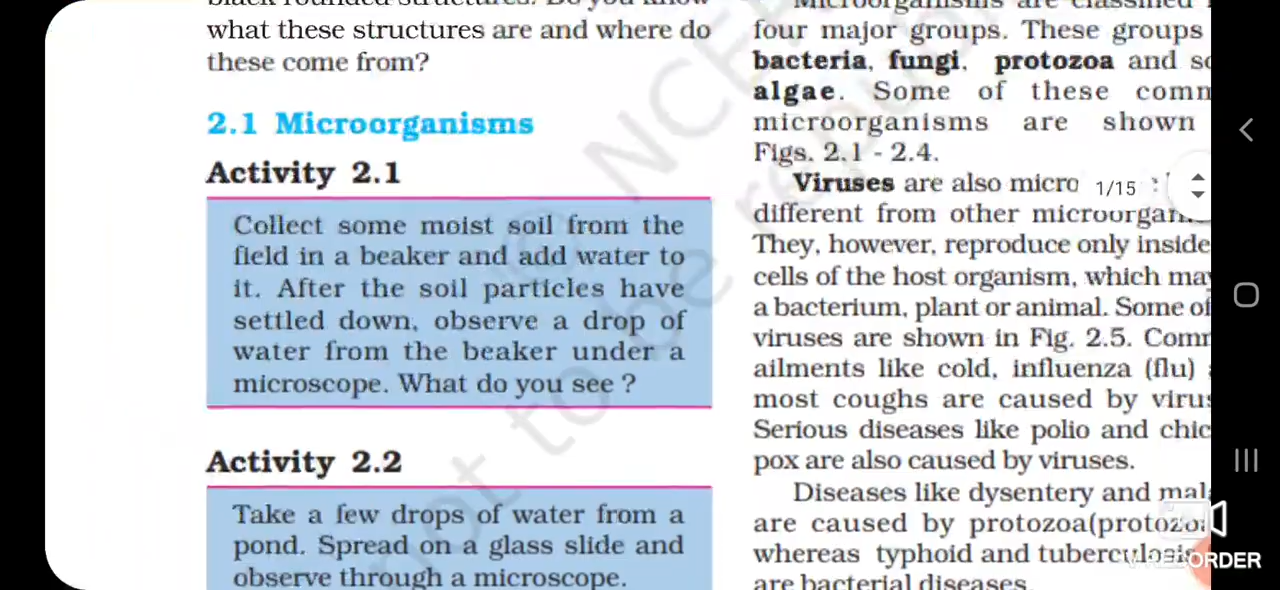 what these structures are and where do
these come from?
2.1 Microorganisms
Activity 2.1
Collect some moist soil from the
field in a beaker and add water to
it. After the soil particles have
settled down, observe a drop of
water from the beaker under a
microscope. What do you see ?
Activity 2.2
Take a few drops of water from a
pond. Spread on a glass slide and
observe through a microscope.
Microorganisms are classified
four major groups. These groups
bacteria, fungi, protozoa and
algae. Some of these
microorganisms are shown
Figs. 2.1 - 2.4.
Viruses are also
different from other
They, however, reproduce only inside
cells of the host organism, which
a bacterium, plant or animal. Some of
viruses are shown in Fig. 2.5.
ailments like cold, influenza (flu)
most coughs are caused by
Serious diseases like polio and
pox are also caused by viruses.
Diseases like dysentery and
are caused by
whereas typhoid and tuberculosis
are bacterial diseases.
1/15
not to be